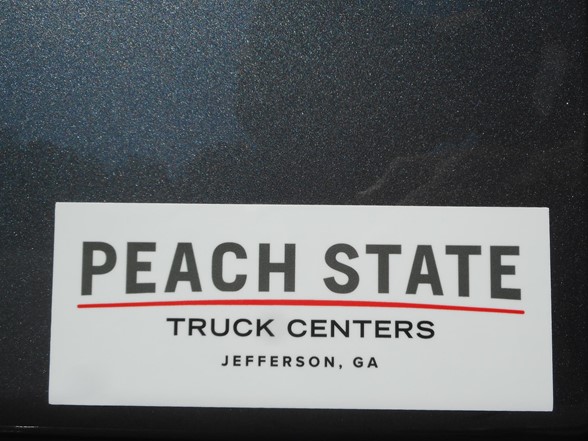 PEACH STATE
TRUCK CENTERS
JEFFERSON, GA